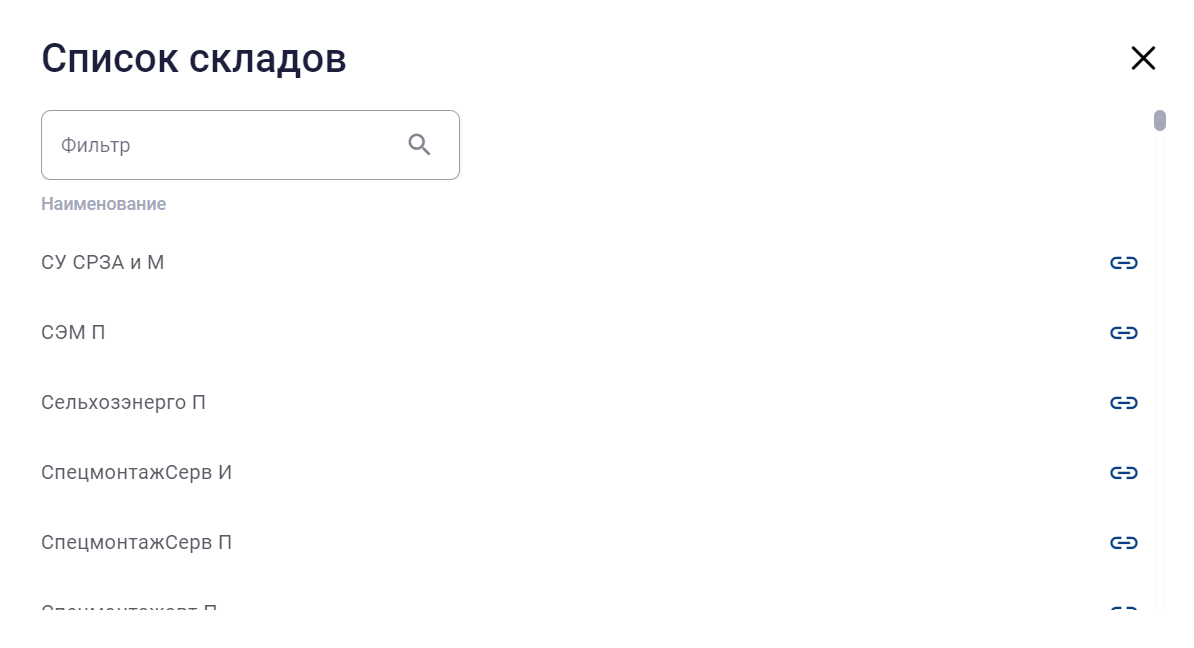 Список складов
Фильтр
Наименование
СУ СРЗА и М
СЭМ П
Сельхозэнерго П
СпецмонтажСерв И
СпецмонтажСерв П